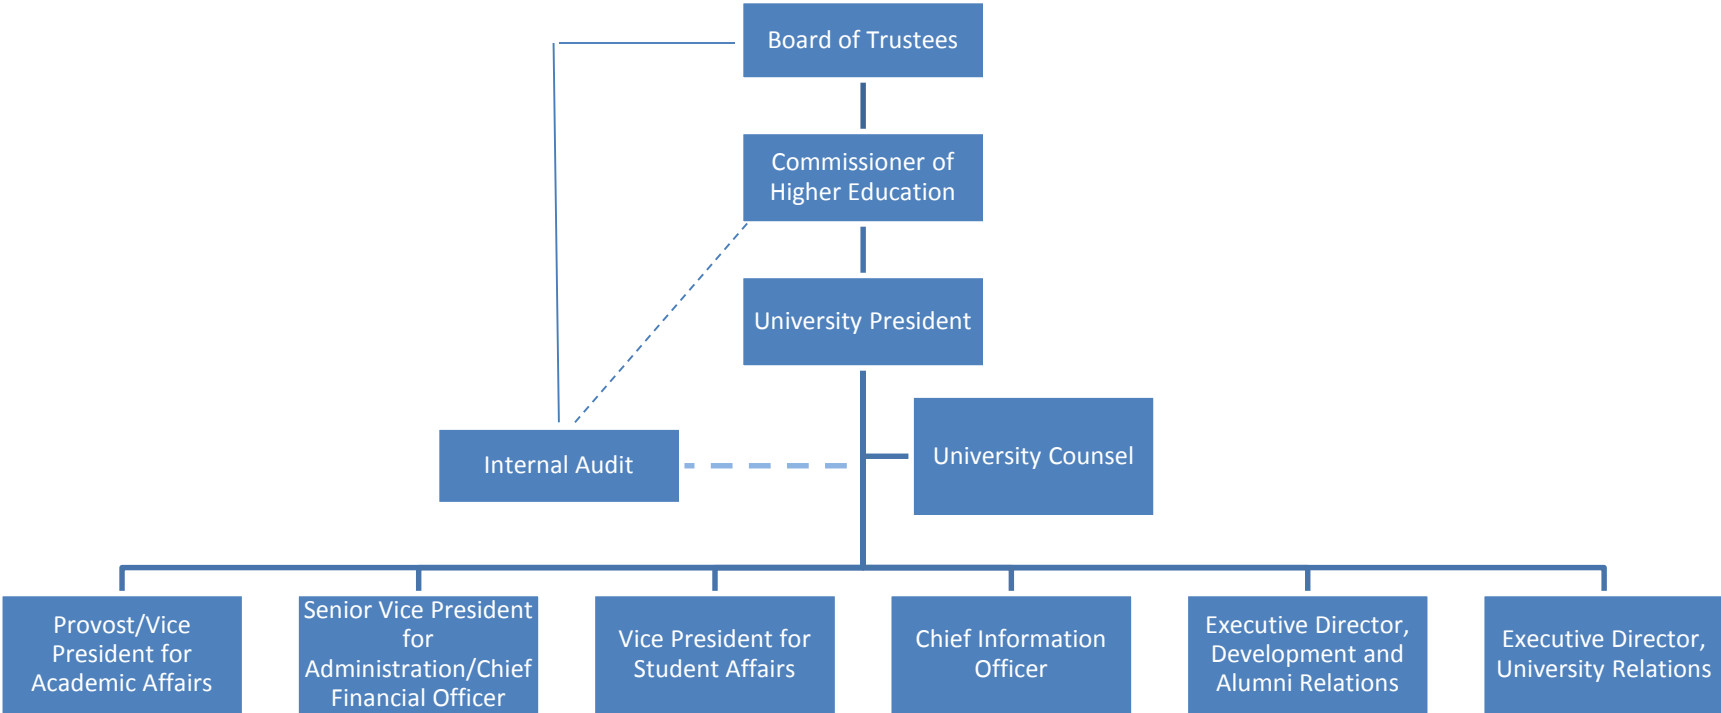 Board of Trustees
Commissioner of
Higher Education
University President
University Counsel
Internal Audit
Provost/Vice
President for
Academic Affairs
Senior Vice President
for
Administration/Chief
Financial Officer
Vice President for
Student Affairs
Chief Information
Officer
Executive Director,
Development and
Alumni Relations
Executive Director,
University Relations